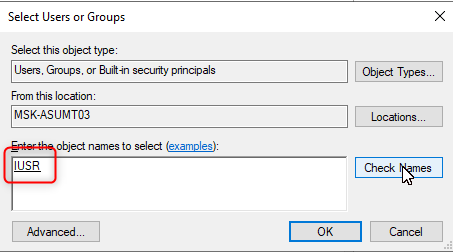 Select Users or Groups
Select this object type:
Users, Groups, or Built-in security principals
Object Types...
From this location:
MSK-ASUMT03
Locations...
Enter the object names to select (examples):
IUSR
Check Names
Advanced...
OK
Cancel